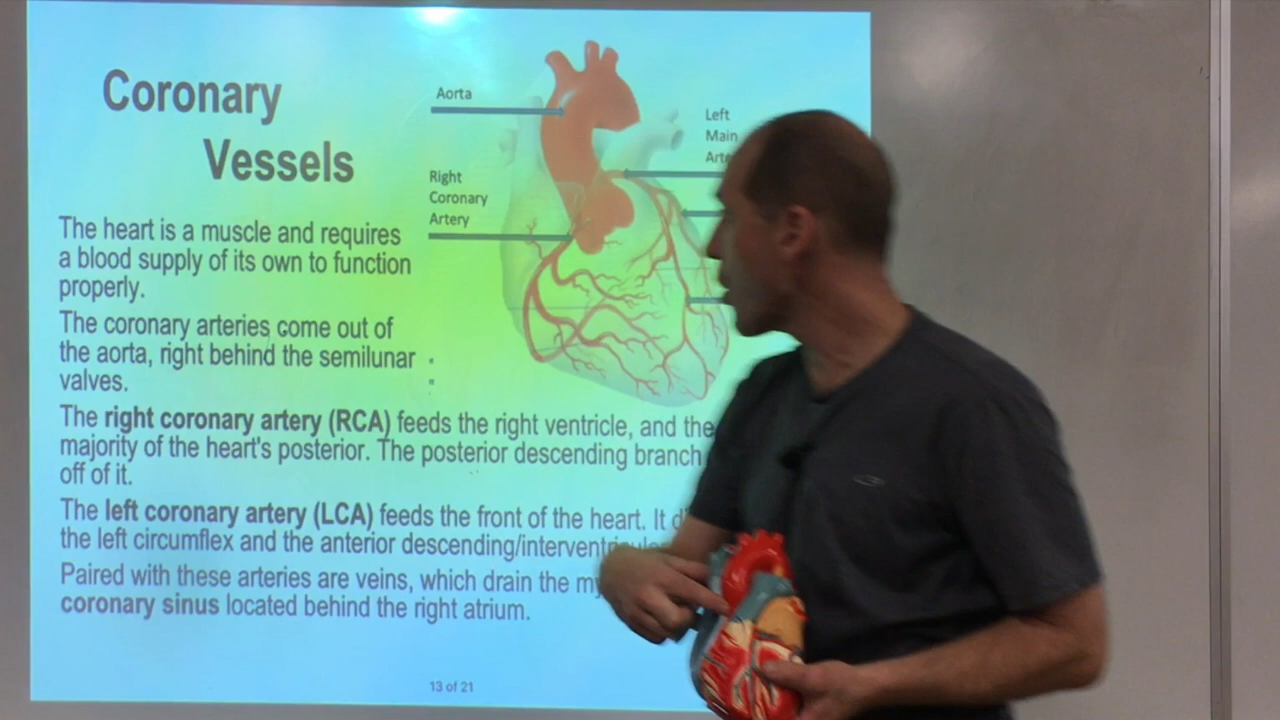 Coronary
Vessels
Aorta
Left
Main
Right
Coronary
Artery
The heart is a muscle and requires
a blood supply of its own to function
properly.
The coronary arteries come out of
the aorta, right behind the semilunar
valves.
The right coronary artery (RCA) feeds the right ventricle, and the
majority of the heart's posterior. The posterior descending branch
off of it.
The left coronary artery (LCA) feeds the front of the heart. It
the left circumflex and the anterior
Paired with these arteries are veins, which drain the
coronary sinus located behind the right atrium.
13 of 21